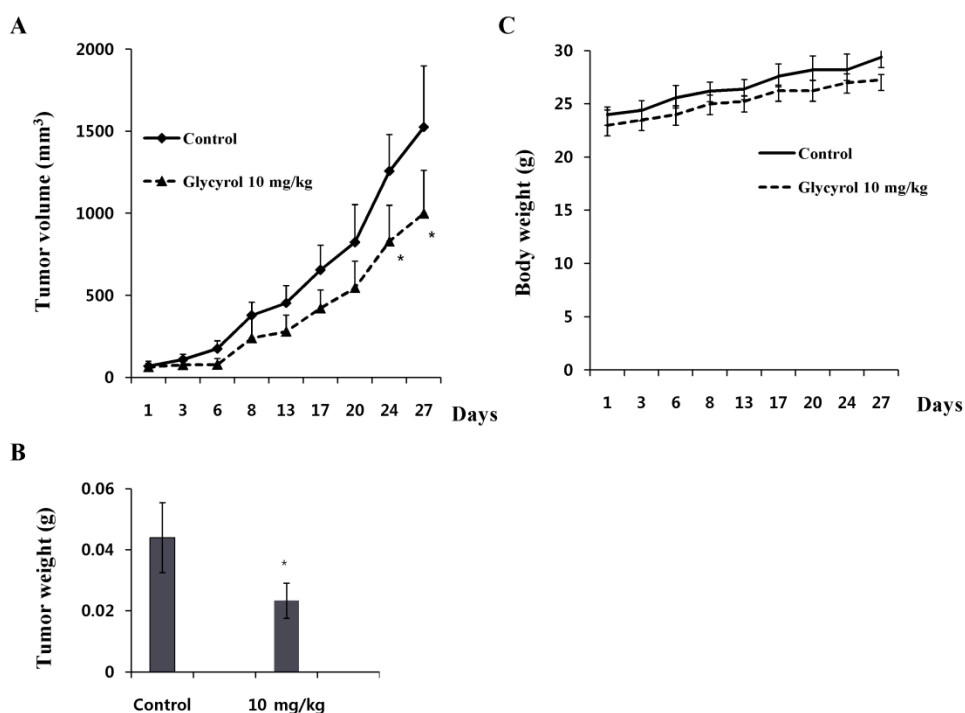 A
Tumor volume (mm³)
2000
1500
1000
500
0
Control
Glycyrol 10 mg/kg
*
*
1 3 6 8 13 17 20 24 27 Days
C
Body weight (g)
30
25
20
15
10
5
0
Control
Glycyrol 10 mg/kg
1 3 6 8 13 17 20 24 27 Days
B
Tumor weight (g)
0.06
0.04
0.02
0
*
Control 10 mg/kg